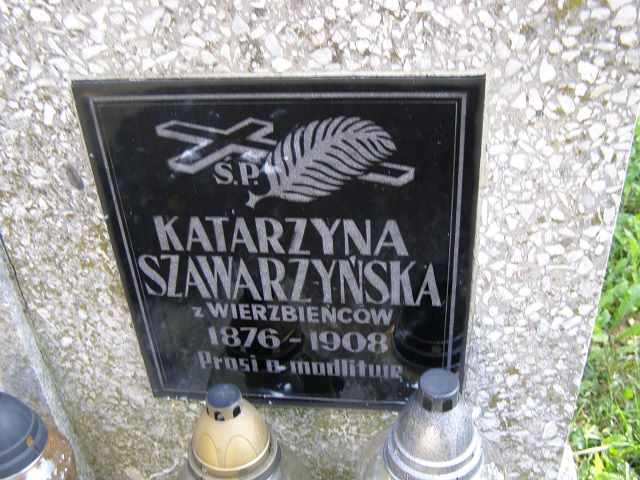 Ś.P.
KATARZYNA
SZAWARZYŃSKA
z WIERZBIEŃCÓW
1876-1908
Prosi o modlitwę